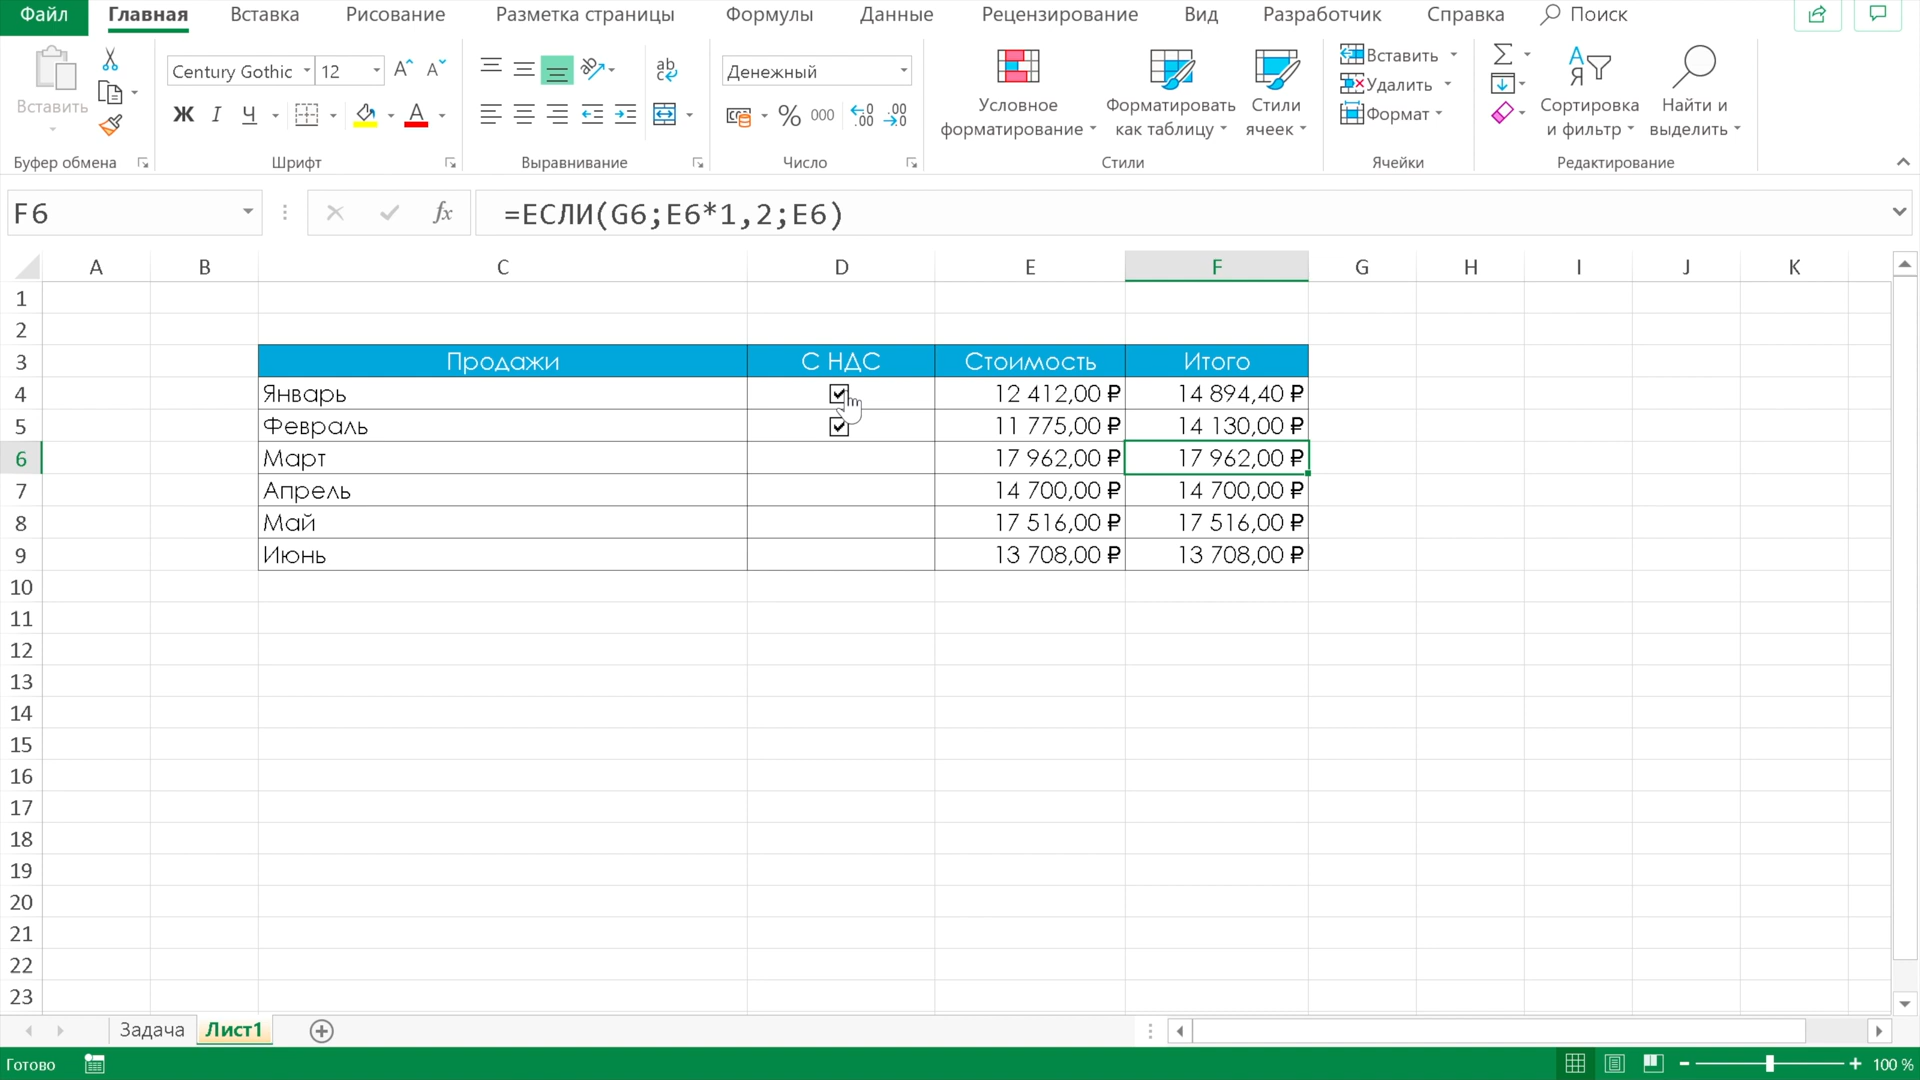 Файл Главная Вставка Рисование Разметка страницы Формулы Данные Рецензирование Вид Разработчик Справка Поиск
Вставить
Буфер обмена
Century Gothic 12
Ж К Ч
Шрифт
Выравнивание
Денежный
% 000
Число
Условное форматирование
Форматировать как таблицу
Стили ячеек
Стили
Вставить
Удалить
Формат
Ячейки
Сортировка и фильтр
Найти и выделить
Редактирование
F6 fx =ЕСЛИ(G6;E6*1,2;E6)
A B C D E F G H I J K
1
2
3 Продажи С НДС Стоимость Итого
4 Январь 12 412,00 ₽ 14 894,40 ₽
5 Февраль 11 775,00 ₽ 14 130,00 ₽
6 Март 17 962,00 ₽ 17 962,00 ₽
7 Апрель 14 700,00 ₽ 14 700,00 ₽
8 Май 17 516,00 ₽ 17 516,00 ₽
9 Июнь 13 708,00 ₽ 13 708,00 ₽
10
11
12
13
14
15
16
17
18
19
20
21
22
23
Задача Лист1
Готово 100 %